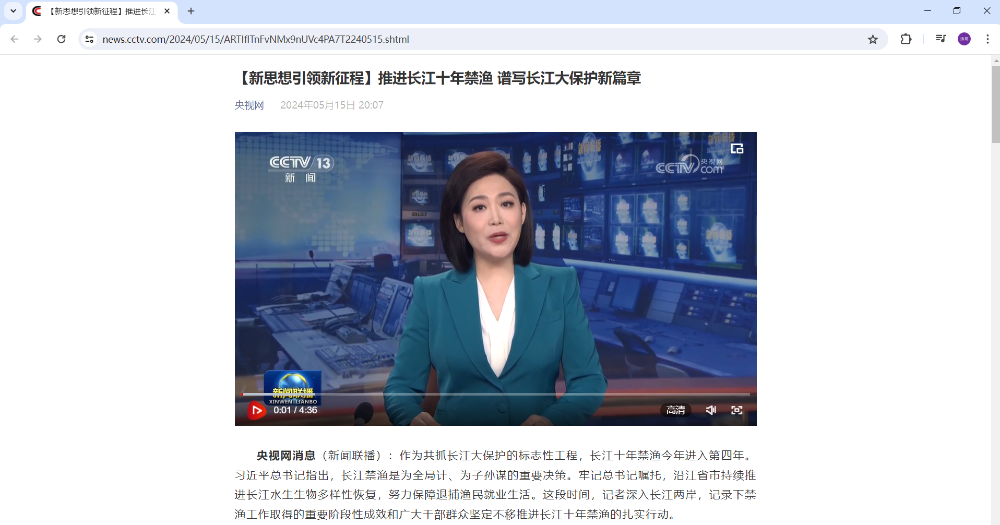 【新思想引领新征程】推进长江
news.cctv.com/2024/05/15/ARTIflTnFvNMx9nUVc4PA7T2240515.shtml
涛哥
【新思想引领新征程】推进长江十年禁渔 谱写长江大保护新篇章
央视网 2024年05月15日 20:07
CCTV 13
新闻
央视网
CCTV.com
新闻联播
XINWEN LIANBO
0:01 / 4:36
高清
央视网消息（新闻联播）：作为共抓长江大保护的标志性工程，长江十年禁渔今年进入第四年。
习近平总书记指出，长江禁渔是为全局计、为子孙谋的重要决策。牢记总书记嘱托，沿江省市持续推
进长江水生生物多样性恢复，努力保障退捕渔民就业生活。这段时间，记者深入长江两岸，记录下禁
渔工作取得的重要阶段性成效和广大干部群众坚定不移推进长江十年禁渔的扎实行动。